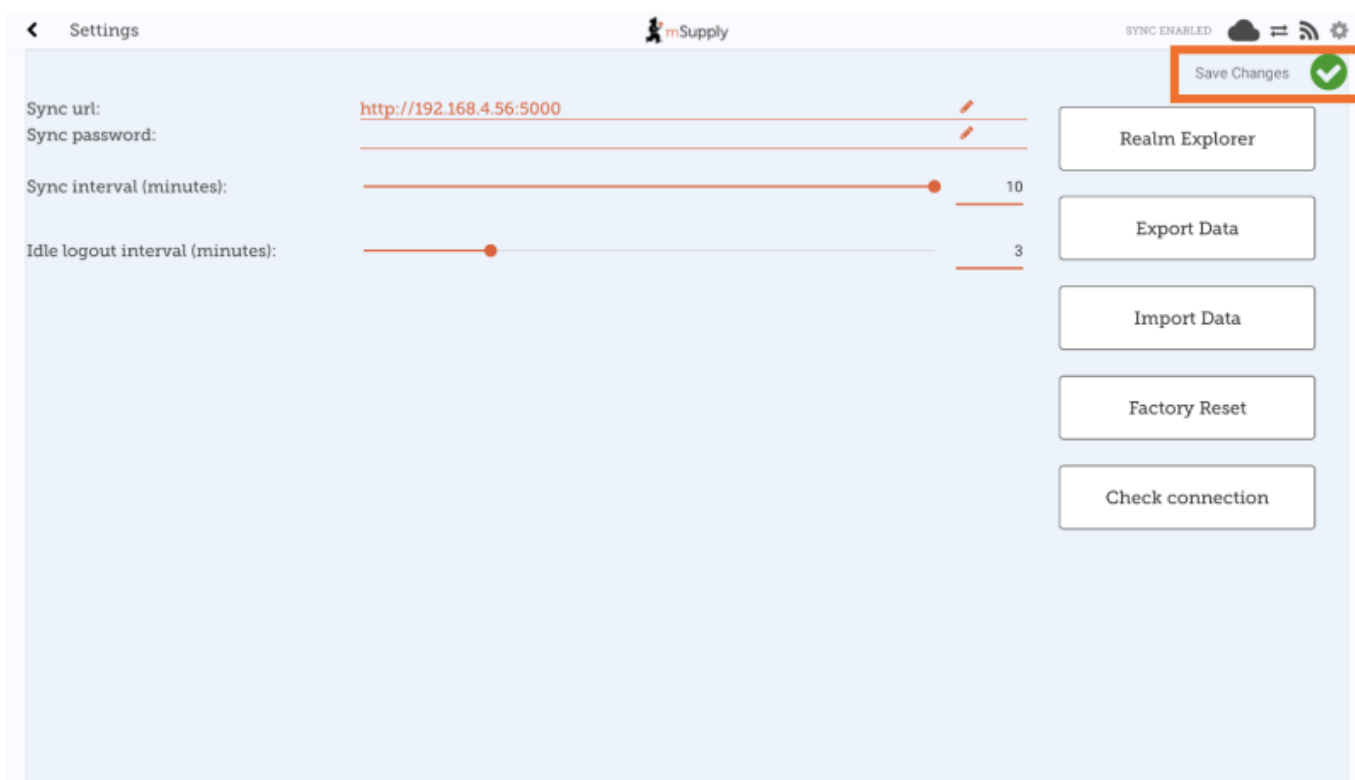 Settings
mSupply
SYNC ENABLED
Save Changes
Sync url: http://192.168.4.56:5000
Sync password:
Sync interval (minutes): 10
Idle logout interval (minutes): 3
Realm Explorer
Export Data
Import Data
Factory Reset
Check connection